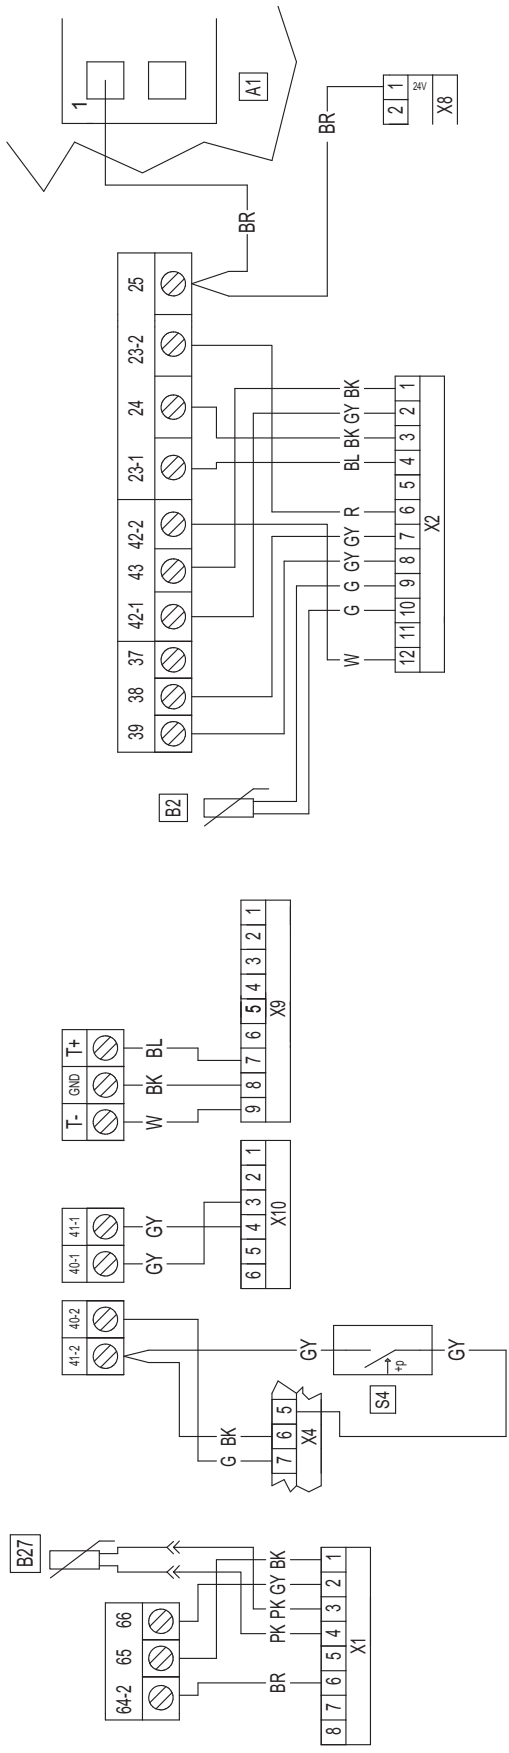 1
A1
1 24V
2
X8
BR
BR
25
23-2
24
23-1
42-2
43
42-1
37
38
39
BK
GY
BK
BL
R
GY
GY
G
G
W
1
2
3
4
5
6
7
8
9
10
11
12
X2
B2
T+
GND
T-
BL
BK
W
1
2
3
4
5
6
7
8
9
X9
41-1
40-1
GY
GY
1
2
3
4
5
6
X10
40-2
41-2
GY
BK
G
5
6
7
X4
+p
S4
GY
B27
66
65
64-2
BK
GY
PK
PK
BR
1
2
3
4
5
6
7
8
X1